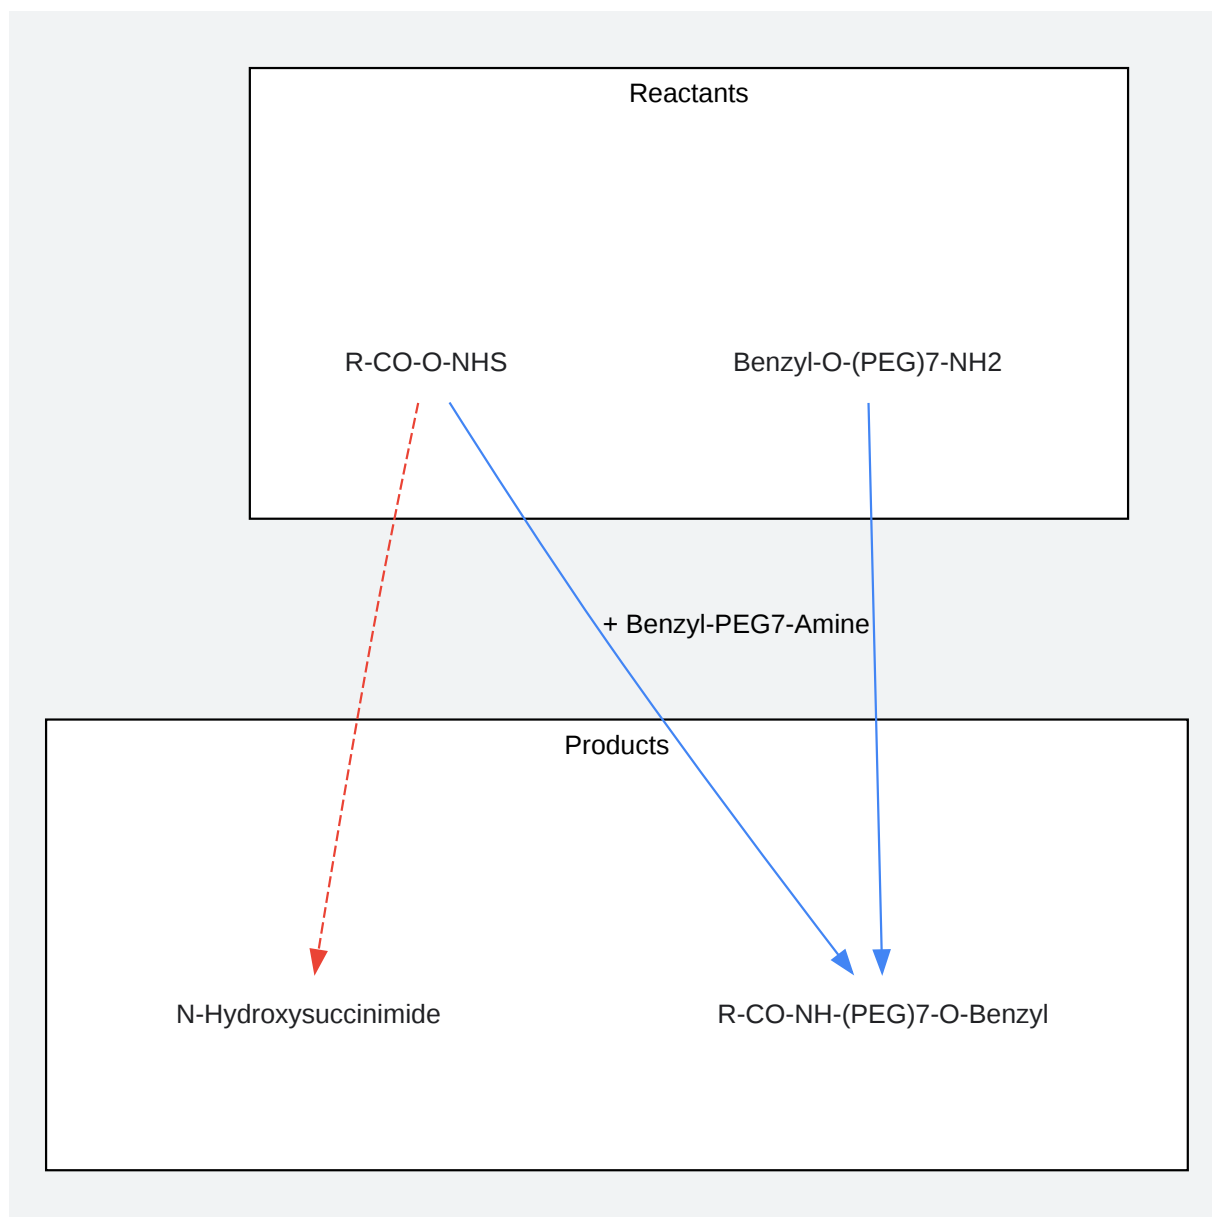 Reactants
R-CO-O-NHS
Benzyl-O-(PEG)7-NH2
+ Benzyl-PEG7-Amine
Products
N-Hydroxysuccinimide
R-CO-NH-(PEG)7-O-Benzyl